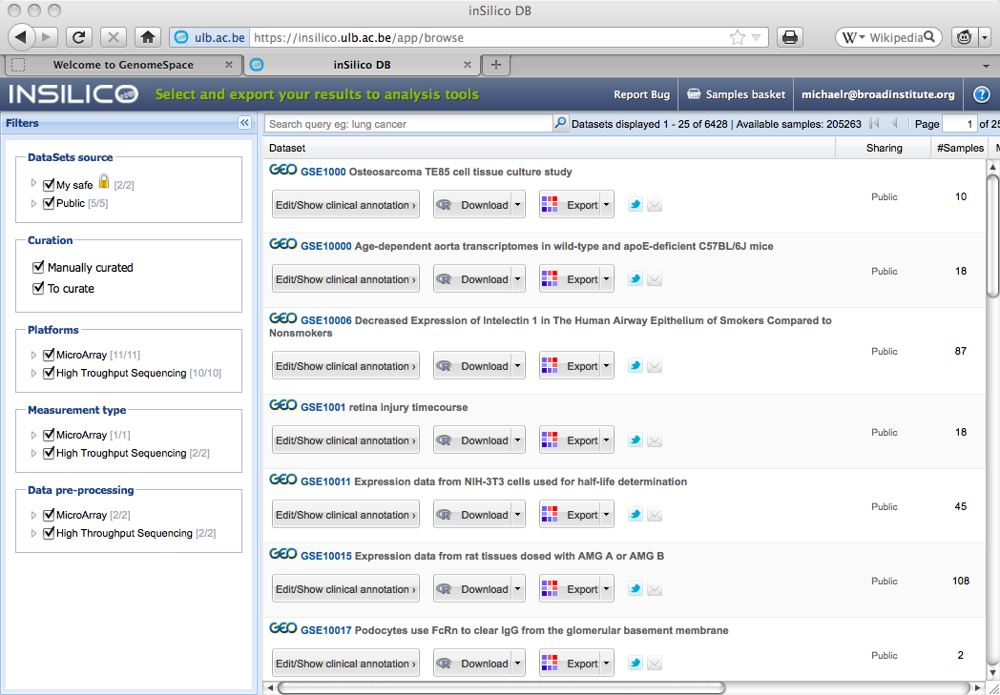 inSilico DB
ulb.ac.be https://insilico.ulb.ac.be/app/browse W Wikipedia
Welcome to GenomeSpace × inSilico DB × +
INSILICO Select and export your results to analysis tools Report Bug Samples basket michaelr@broadinstitute.org ?
Filters «
Search query eg: lung cancer Datasets displayed 1 - 25 of 6428 | Available samples: 205263 Page 1 of 25
Dataset Sharing #Samples
DataSets source
My safe [2/2]
Public [5/5]
Curation
Manually curated
To curate
Platforms
MicroArray [11/11]
High Troughput Sequencing [10/10]
Measurement type
MicroArray [1/1]
High Troughput Sequencing [2/2]
Data pre-processing
MicroArray [2/2]
High Throughput Sequencing [2/2]
GEO GSE1000 Osteosarcoma TE85 cell tissue culture study
Edit/Show clinical annotation › R Download Export
Public 10
GEO GSE10000 Age-dependent aorta transcriptomes in wild-type and apoE-deficient C57BL/6J mice
Edit/Show clinical annotation › R Download Export
Public 18
GEO GSE10006 Decreased Expression of Intelectin 1 in The Human Airway Epithelium of Smokers Compared to
Nonsmokers
Edit/Show clinical annotation › R Download Export
Public 87
GEO GSE1001 retina injury timecourse
Edit/Show clinical annotation › R Download Export
Public 18
GEO GSE10011 Expression data from NIH-3T3 cells used for half-life determination
Edit/Show clinical annotation › R Download Export
Public 45
GEO GSE10015 Expression data from rat tissues dosed with AMG A or AMG B
Edit/Show clinical annotation › R Download Export
Public 108
GEO GSE10017 Podocytes use FcRn to clear IgG from the glomerular basement membrane
Edit/Show clinical annotation › R Download Export
Public 2